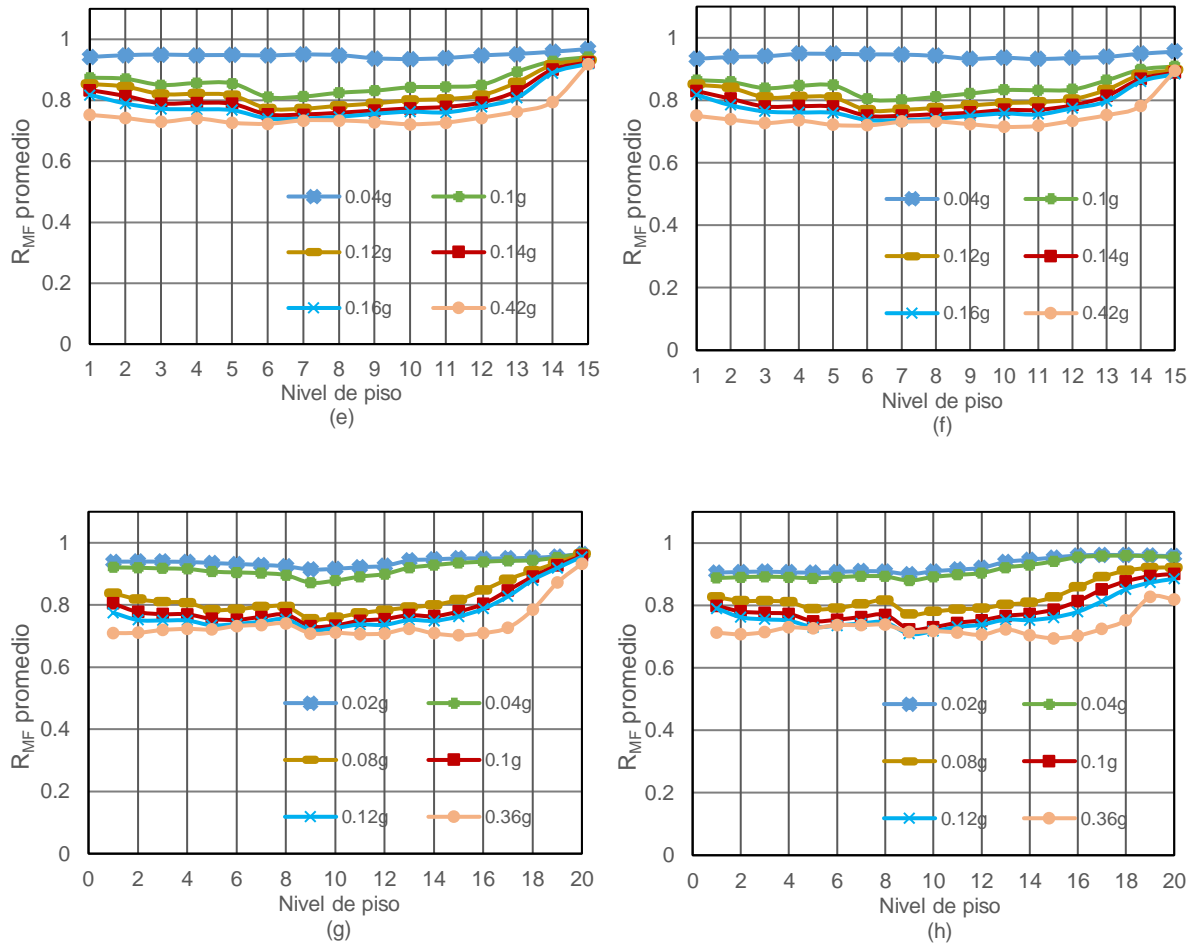 1
0.8
0.6
0.4
0.2
0
R_MF promedio
0.04g 0.1g
0.12g 0.14g
0.16g 0.42g
1 2 3 4 5 6 7 8 9 10 11 12 13 14 15
Nivel de piso
(e)
1
0.8
0.6
0.4
0.2
0
R_MF promedio
0.04g 0.1g
0.12g 0.14g
0.16g 0.42g
1 2 3 4 5 6 7 8 9 10 11 12 13 14 15
Nivel de piso
(f)
1
0.8
0.6
0.4
0.2
0
R_MF promedio
0.02g 0.04g
0.08g 0.1g
0.12g 0.36g
0 2 4 6 8 10 12 14 16 18 20
Nivel de piso
(g)
1
0.8
0.6
0.4
0.2
0
R_MF promedio
0.02g 0.04g
0.08g 0.1g
0.12g 0.36g
0 2 4 6 8 10 12 14 16 18 20
Nivel de piso
(h)